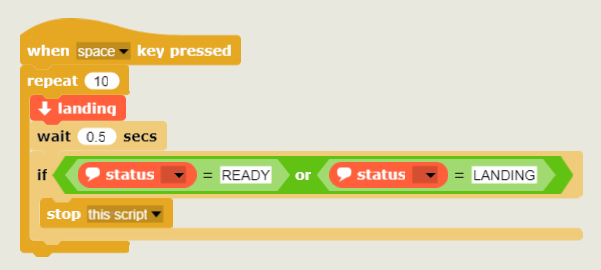 when space key pressed
repeat 10
landing
wait 0.5 secs
if status = READY or status = LANDING
stop this script